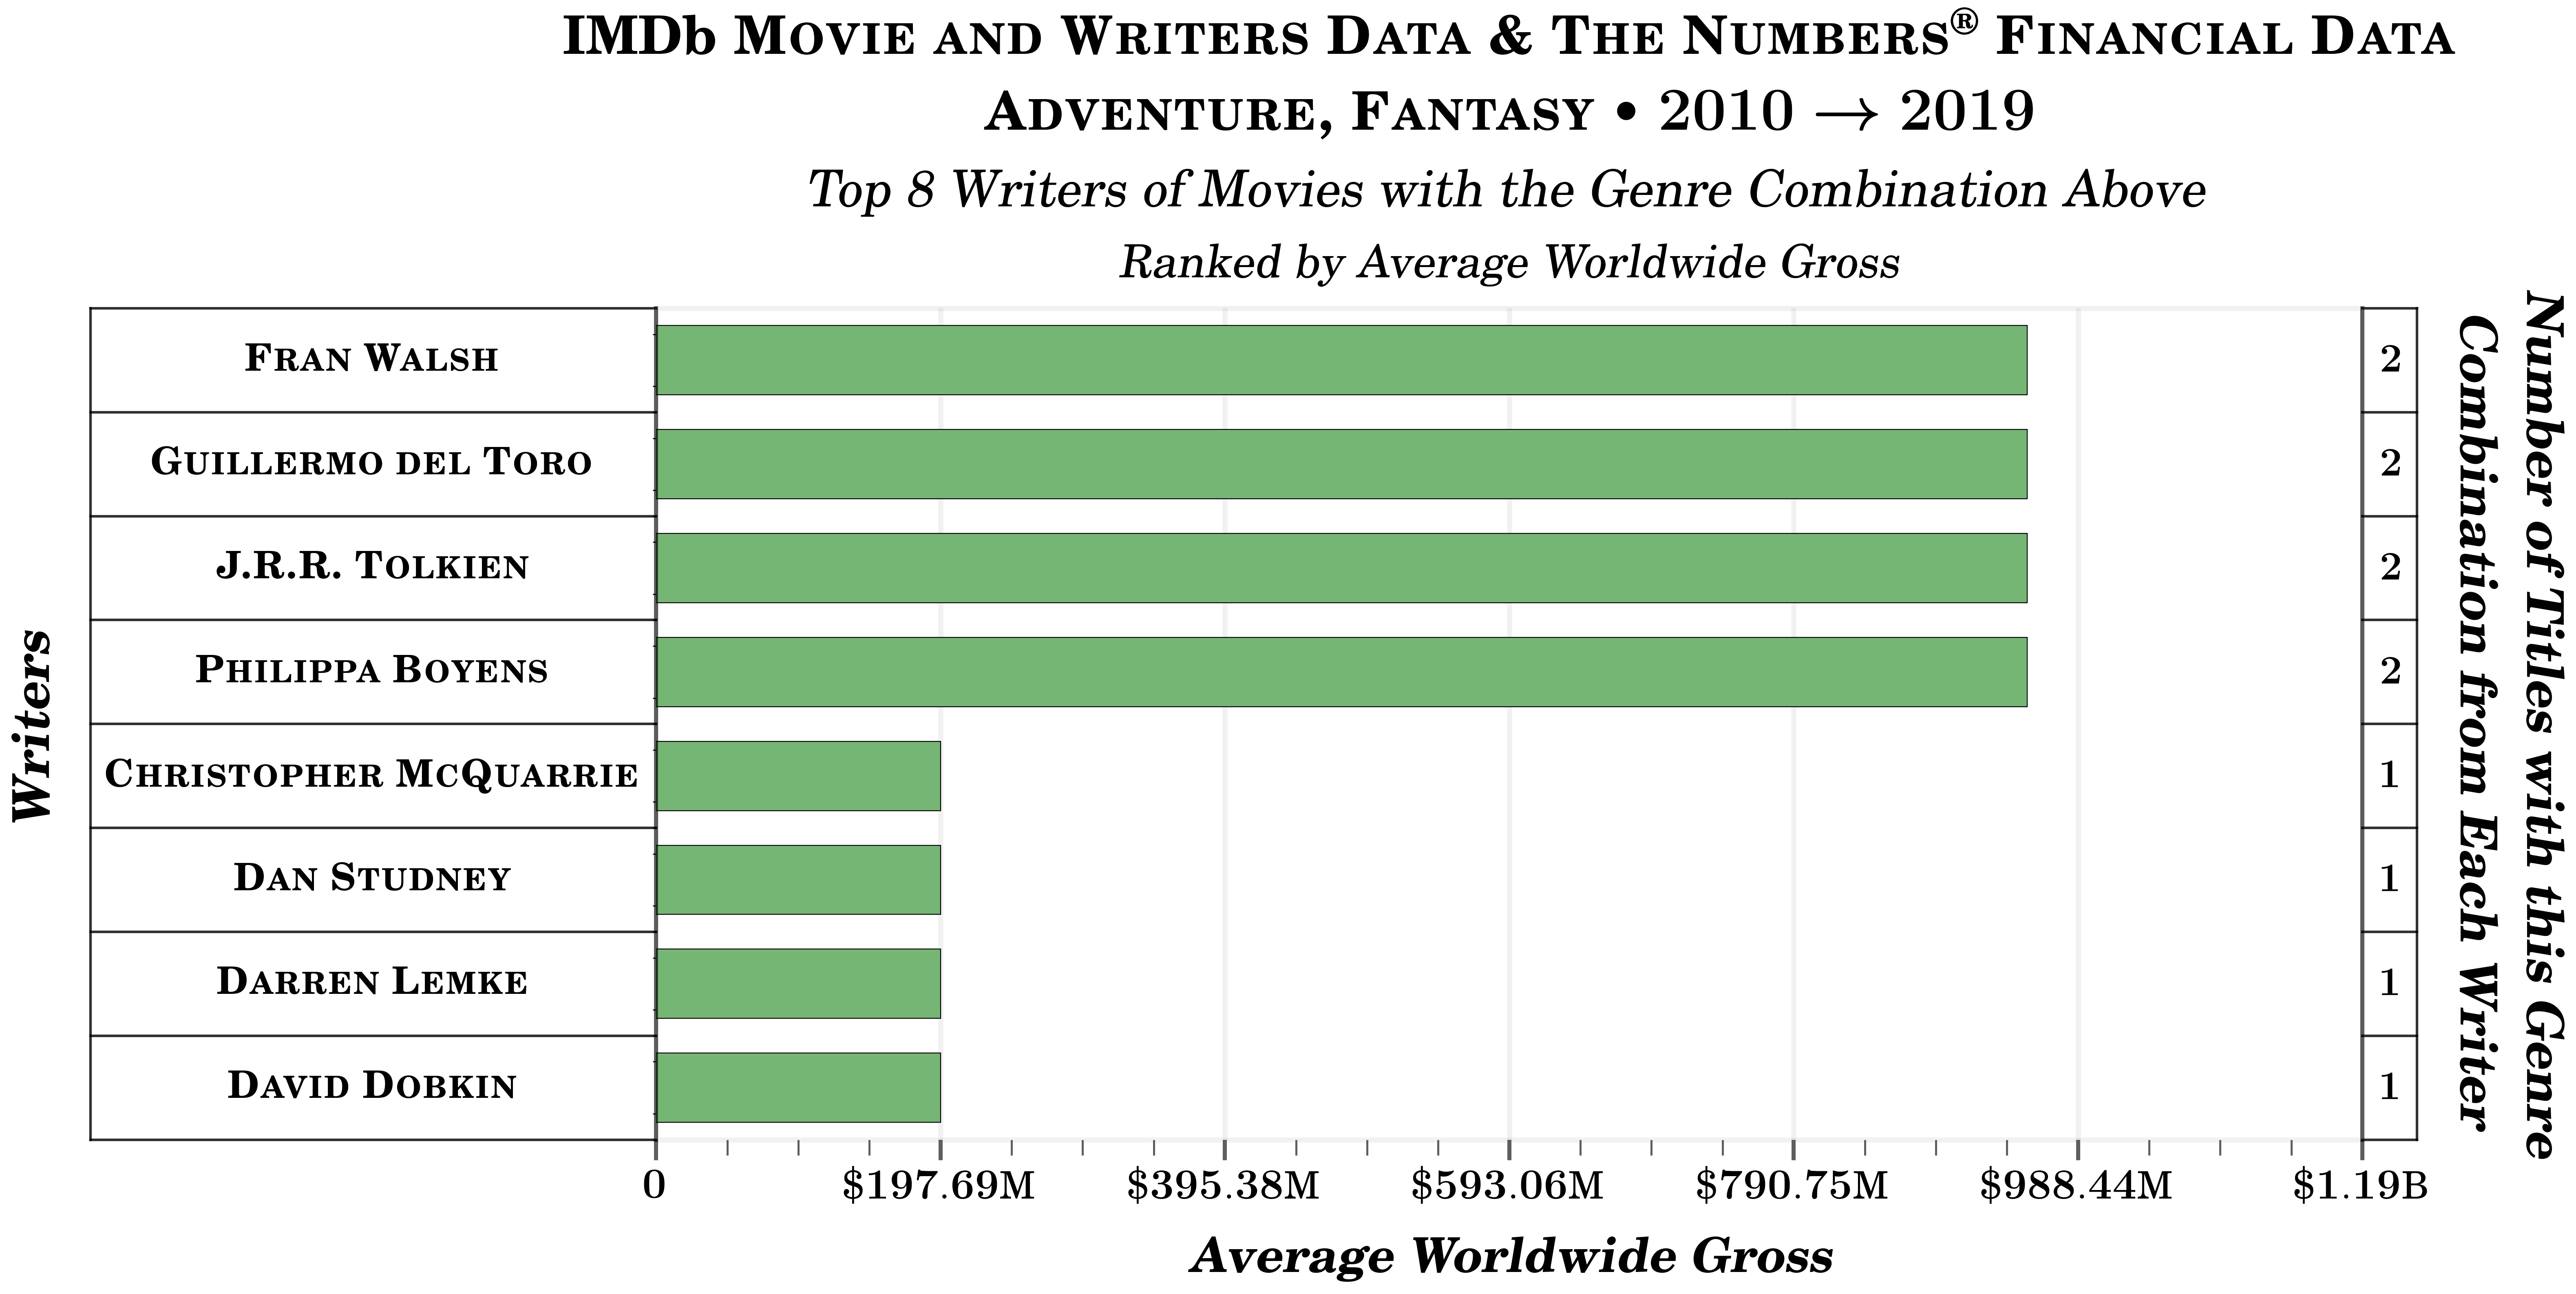 IMDb Movie and Writers Data & The Numbers® Financial Data
Adventure, Fantasy • 2010 → 2019
Top 8 Writers of Movies with the Genre Combination Above
Ranked by Average Worldwide Gross
Writers
Fran Walsh
2
Guillermo del Toro
2
J.R.R. Tolkien
2
Philippa Boyens
2
Christopher McQuarrie
1
Dan Studney
1
Darren Lemke
1
David Dobkin
1
Number of Titles with this Genre
Combination from Each Writer
0 $197.69M $395.38M $593.06M $790.75M $988.44M $1.19B
Average Worldwide Gross